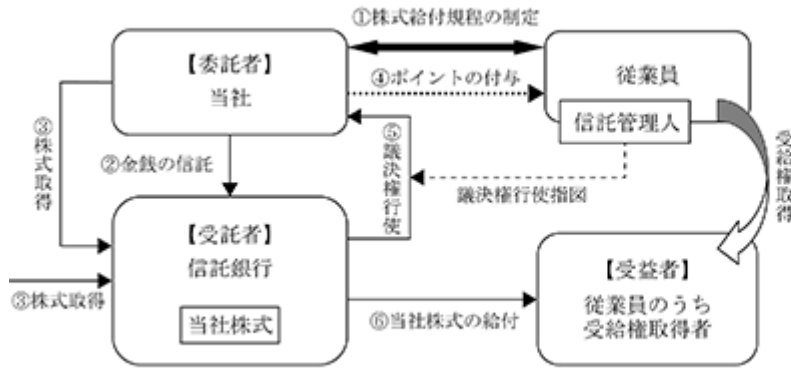 ①株式給付規程の制定
【委託者】
当社
④ポイントの付与
従業員
信託管理人
③株式取得
②金銭の信託
⑤議決権行使
議決権行使指図
受給権取得
【受託者】
信託銀行
当社株式
③株式取得
⑥当社株式の給付
【受益者】
従業員のうち
受給権取得者